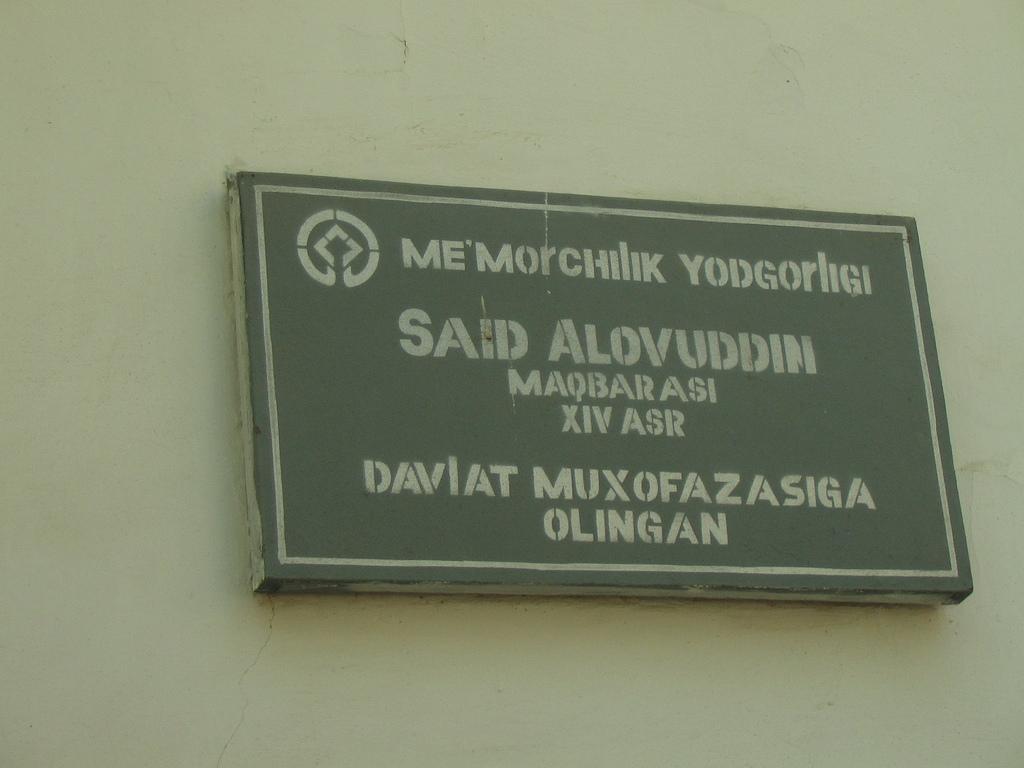 ME'MOrCHIlIK YODGOrlIGI
SAID ALOVUDDIN
MAQBARASI
XIV ASR
DAVlAT MUXOFAZASIGA
OLINGAN